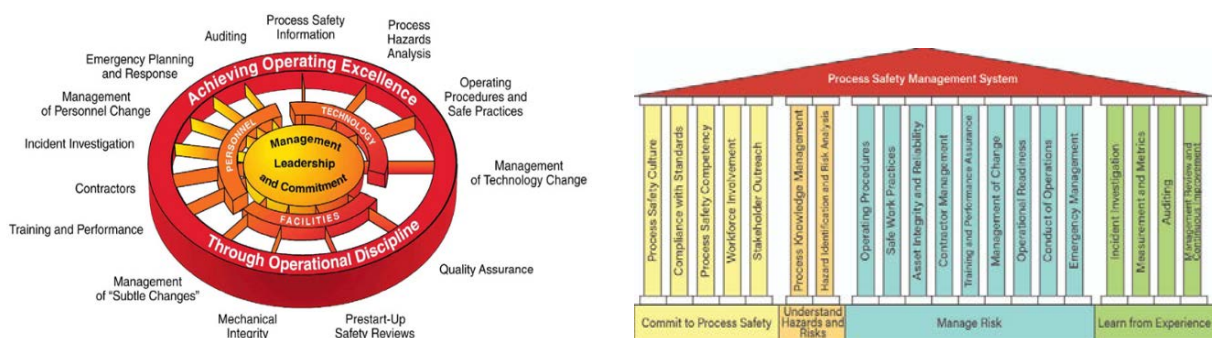 Process Safety
Information
Process
Hazards
Analysis
Auditing
Emergency Planning
and Response
Operating
Procedures and
Safe Practices
Management
of Personnel Change
Incident Investigation
Management
of Technology Change
Contractors
Training and Performance
Quality Assurance
Management
of "Subtle Changes"
Mechanical
Integrity
Prestart-Up
Safety Reviews
Achieving Operating Excellence
PERSONNEL
TECHNOLOGY
Management
Leadership
and Commitment
FACILITIES
Through Operational Discipline
Process Safety Management System
Process Safety Culture
Compliance with Standards
Process Safety Competency
Workforce Involvement
Stakeholder Outreach
Process Knowledge Management
Hazard Identification and Risk Analysis
Operating Procedures
Safe Work Practices
Asset Integrity and Reliability
Contractor Management
Training and Performance Assurance
Management of Change
Operational Readiness
Conduct of Operations
Emergency Management
Incident Investigation
Measurement and Metrics
Auditing
Management Review and
Continuous Improvement
Commit to Process Safety
Understand
Hazards and
Risks
Manage Risk
Learn from Experience